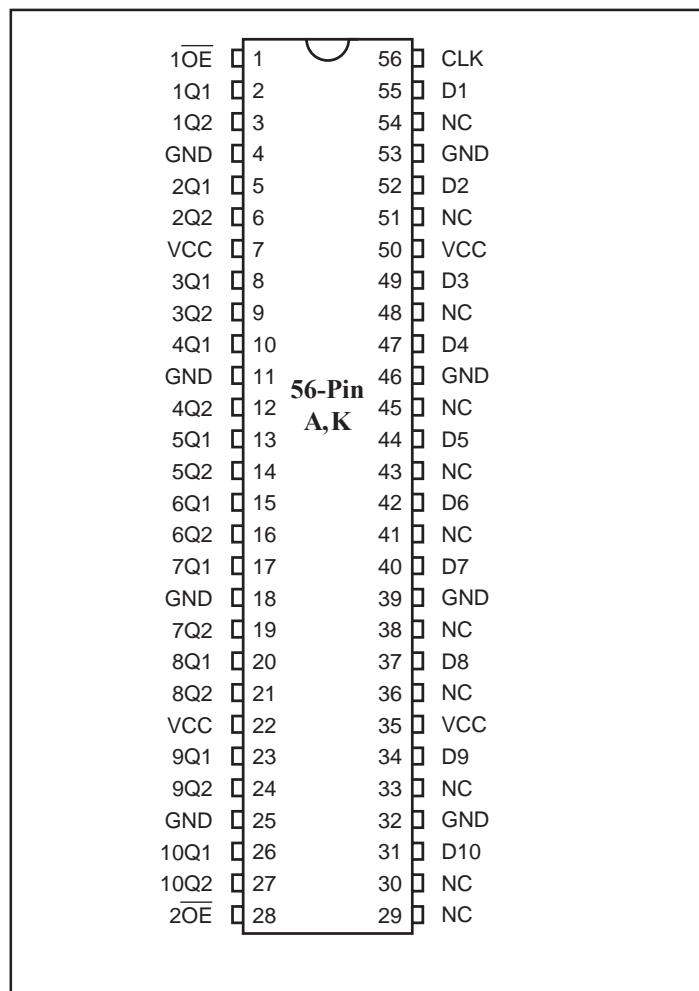 1O̅E̅ 1 56 CLK
1Q1 2 55 D1
1Q2 3 54 NC
GND 4 53 GND
2Q1 5 52 D2
2Q2 6 51 NC
VCC 7 50 VCC
3Q1 8 49 D3
3Q2 9 48 NC
4Q1 10 47 D4
GND 11 46 GND
56-Pin
4Q2 12 45 NC
A,K
5Q1 13 44 D5
5Q2 14 43 NC
6Q1 15 42 D6
6Q2 16 41 NC
7Q1 17 40 D7
GND 18 39 GND
7Q2 19 38 NC
8Q1 20 37 D8
8Q2 21 36 NC
VCC 22 35 VCC
9Q1 23 34 D9
9Q2 24 33 NC
GND 25 32 GND
10Q1 26 31 D10
10Q2 27 30 NC
2O̅E̅ 28 29 NC